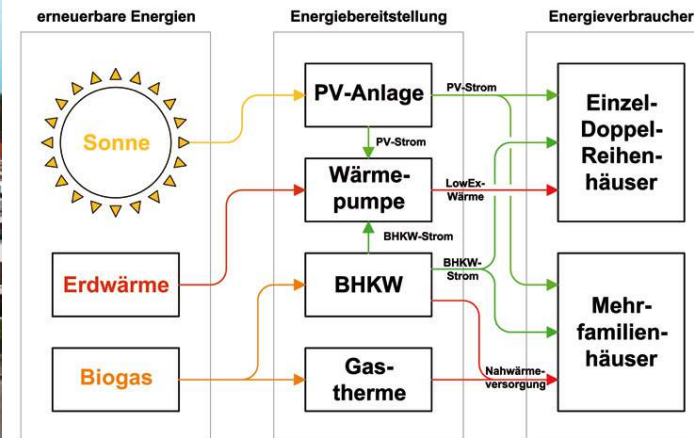 erneuerbare Energien
Energiebereitstellung
Energieverbraucher
Sonne
Erdwärme
Biogas
PV-Anlage
PV-Strom
PV-Strom
Wärme-
pumpe
LowEx-
Wärme
BHKW-Strom
BHKW
BHKW-
Strom
Gas-
therme
Nahwärme-
versorgung
Einzel-
Doppel-
Reihen-
häuser
Mehr-
familien-
häuser